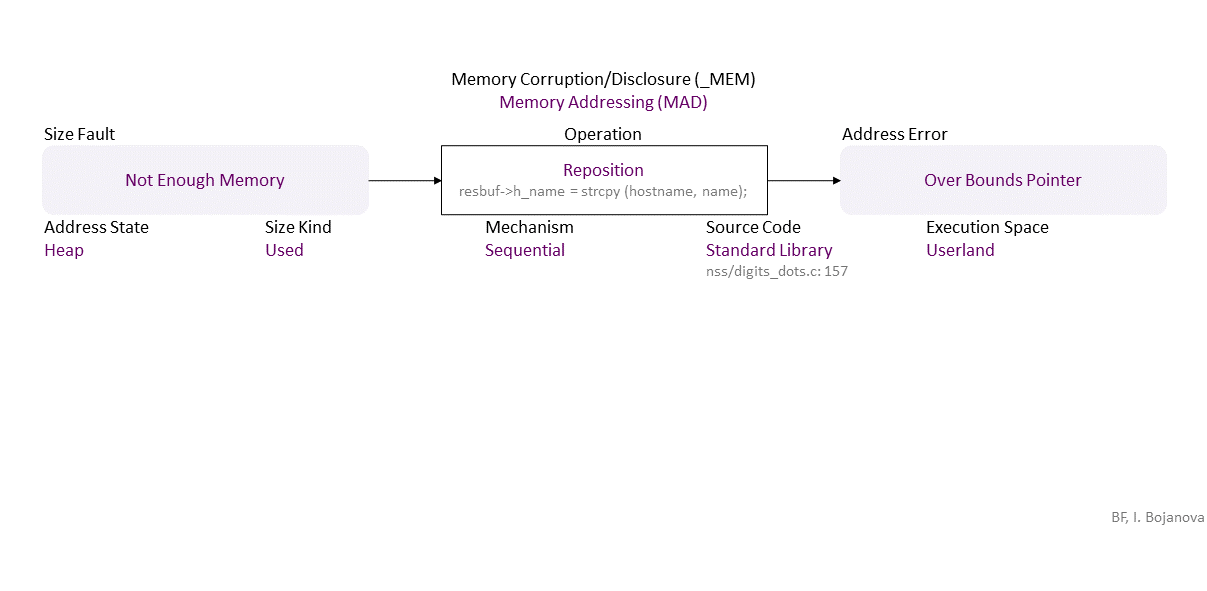 Memory Corruption/Disclosure (_MEM)
Memory Addressing (MAD)
Size Fault
Operation
Address Error
Not Enough Memory
Reposition
resbuf->h_name = strcpy (hostname, name);
Over Bounds Pointer
Address State
Size Kind
Mechanism
Source Code
Execution Space
Heap
Used
Sequential
Standard Library
Userland
nss/digits_dots.c: 157
BF, I. Bojanova